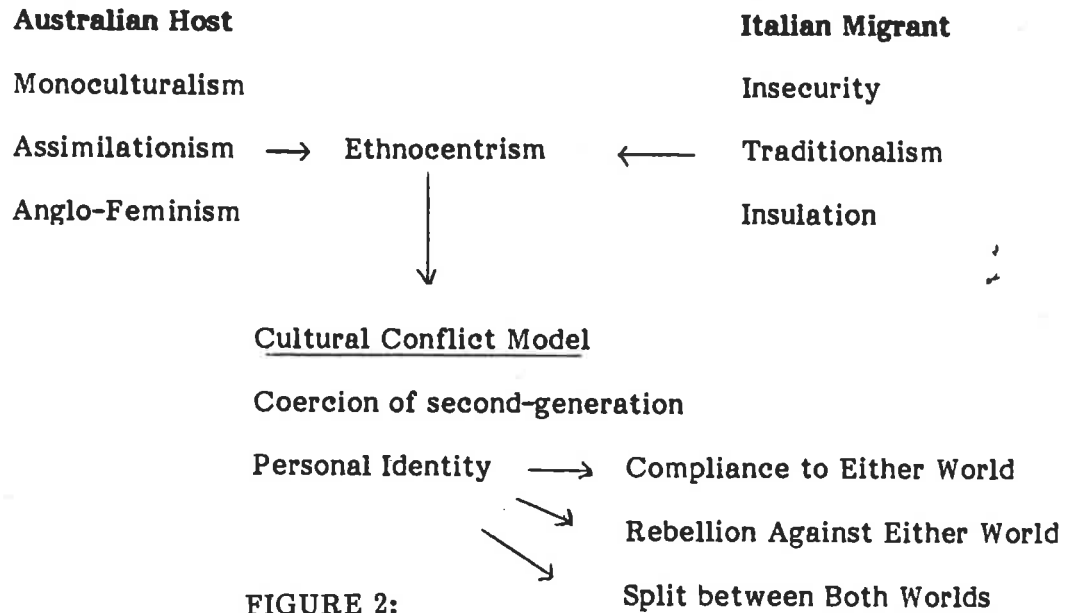 Australian Host
Italian Migrant
Monoculturalism
Insecurity
Assimilationism → Ethnocentrism ← Traditionalism
Anglo-Feminism
Insulation
Cultural Conflict Model
Coercion of second-generation
Personal Identity → Compliance to Either World
Rebellion Against Either World
Split between Both Worlds
FIGURE 2: